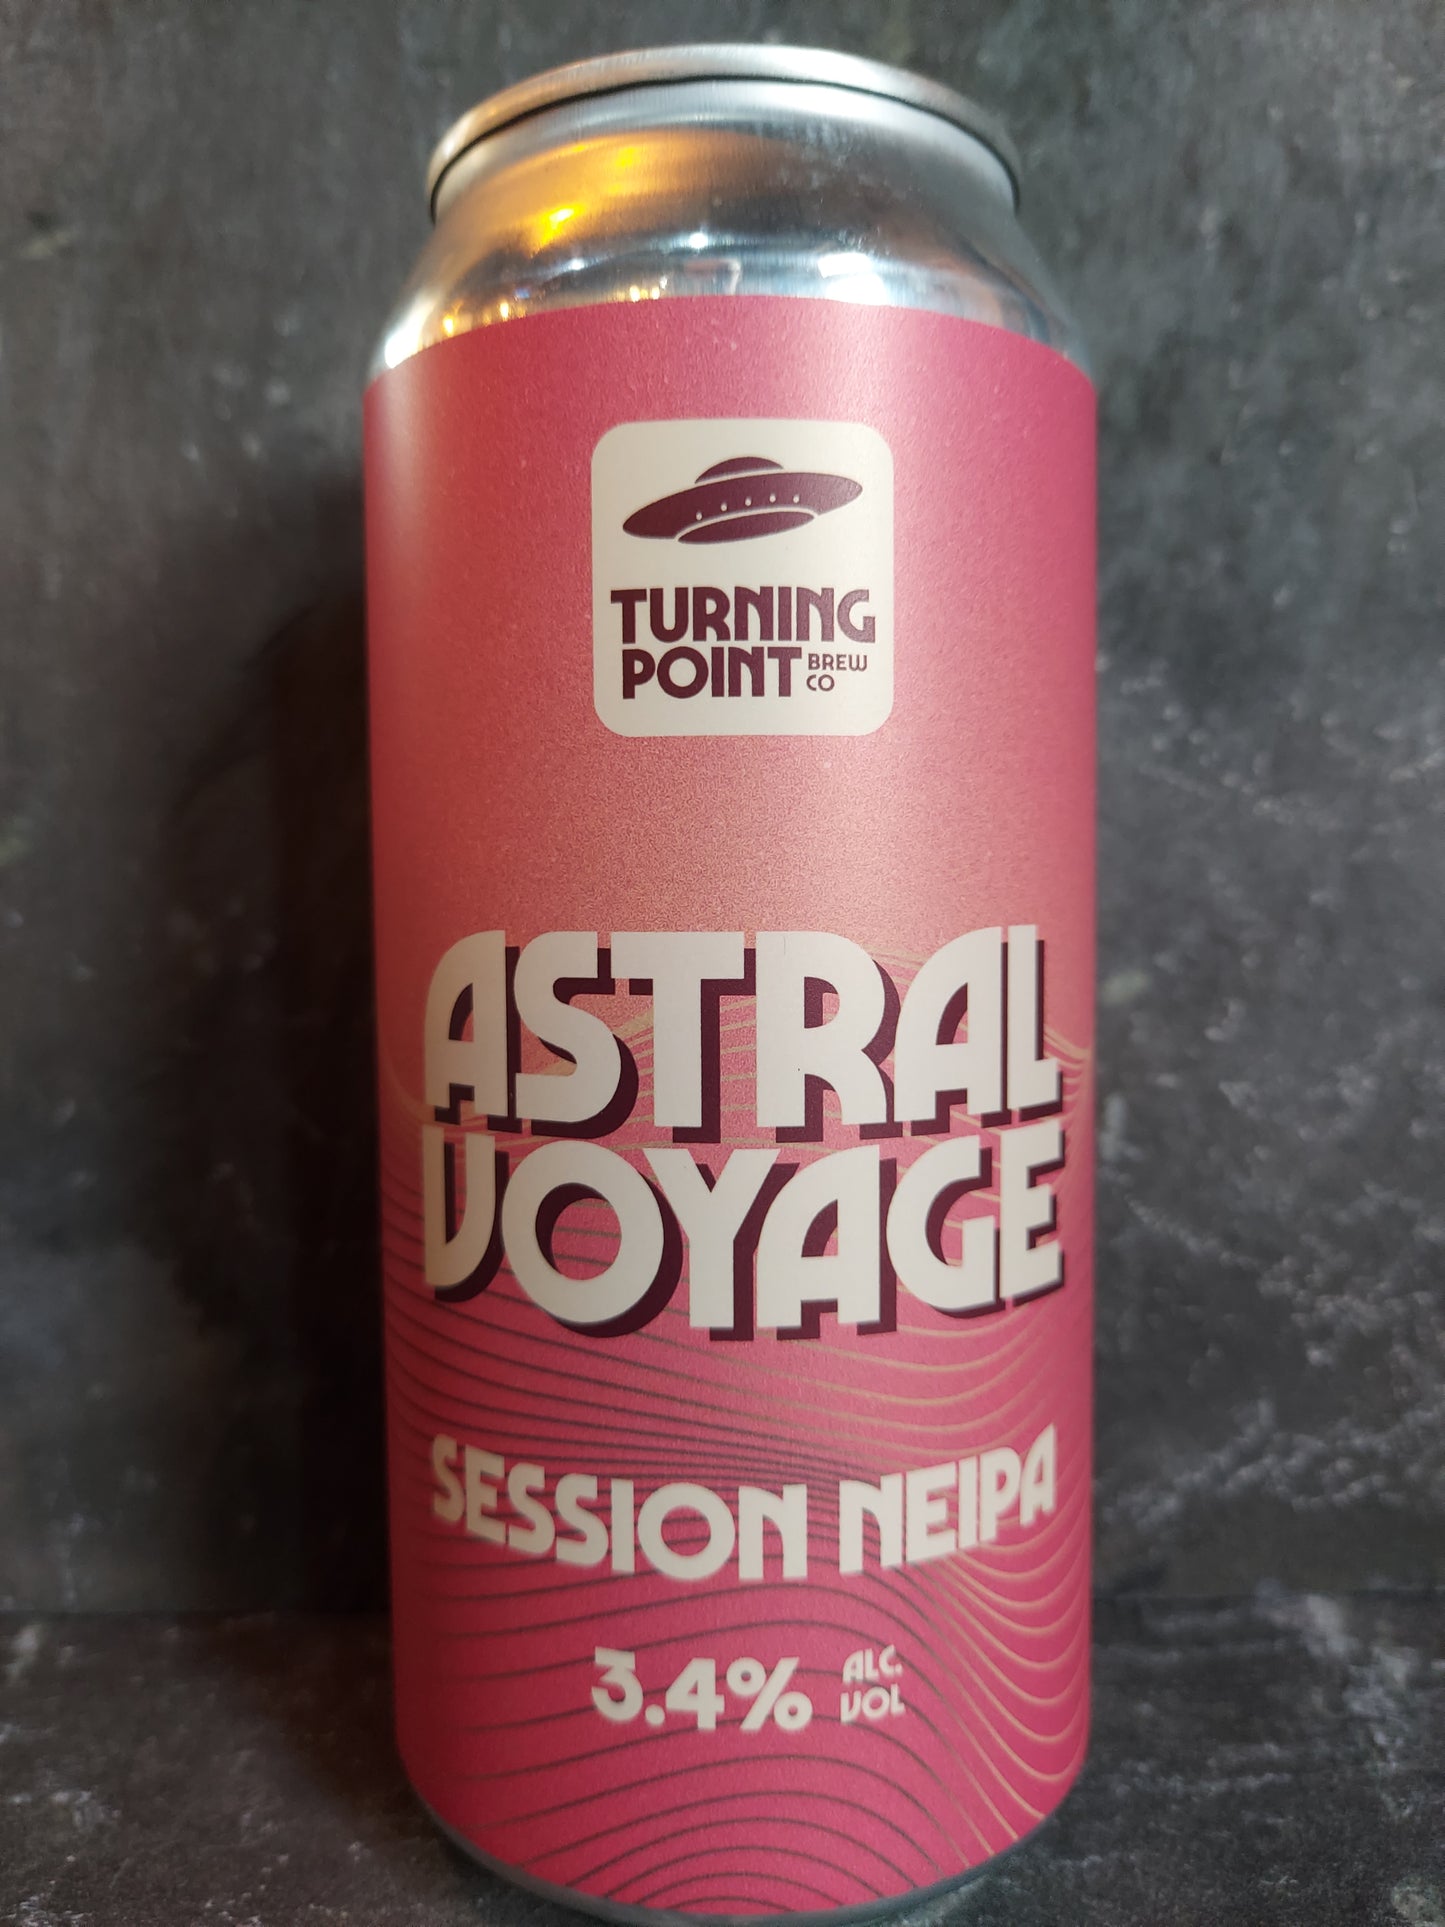 TURNING
POINT BREW
CO
ASTRAL
VOYAGE
SESSION NEIPA
3.4% ALC.
VOL